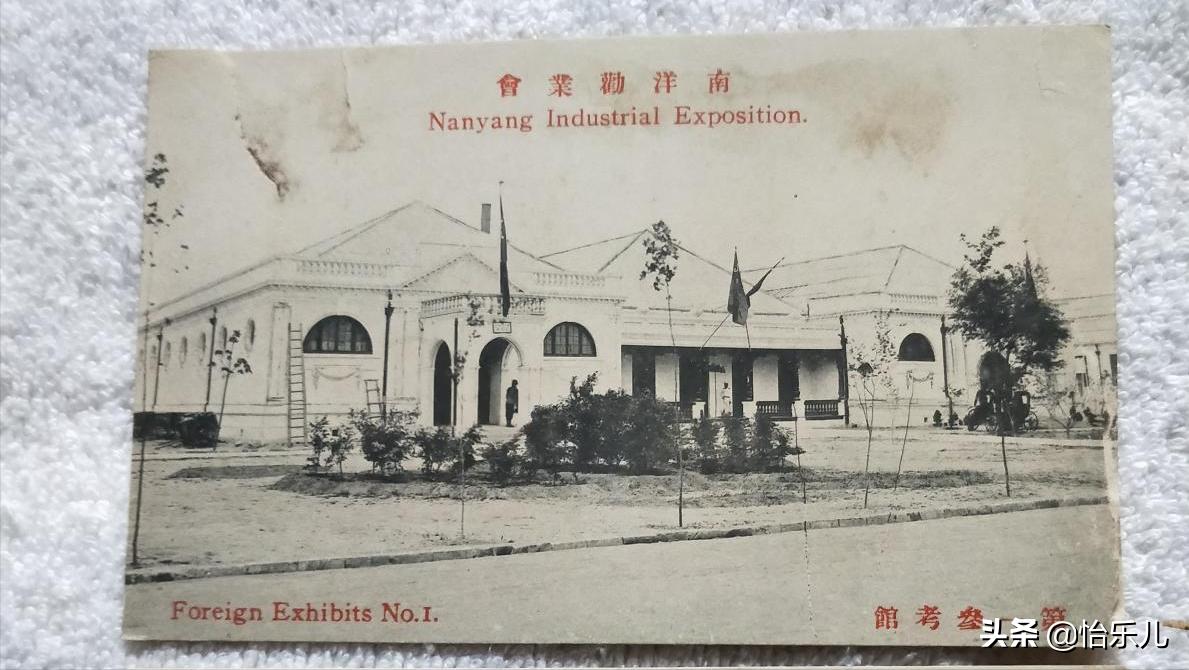 南洋勸業會
Nanyang Industrial Exposition.
Foreign Exhibits No.1.
第參考館
头条 @怡乐儿